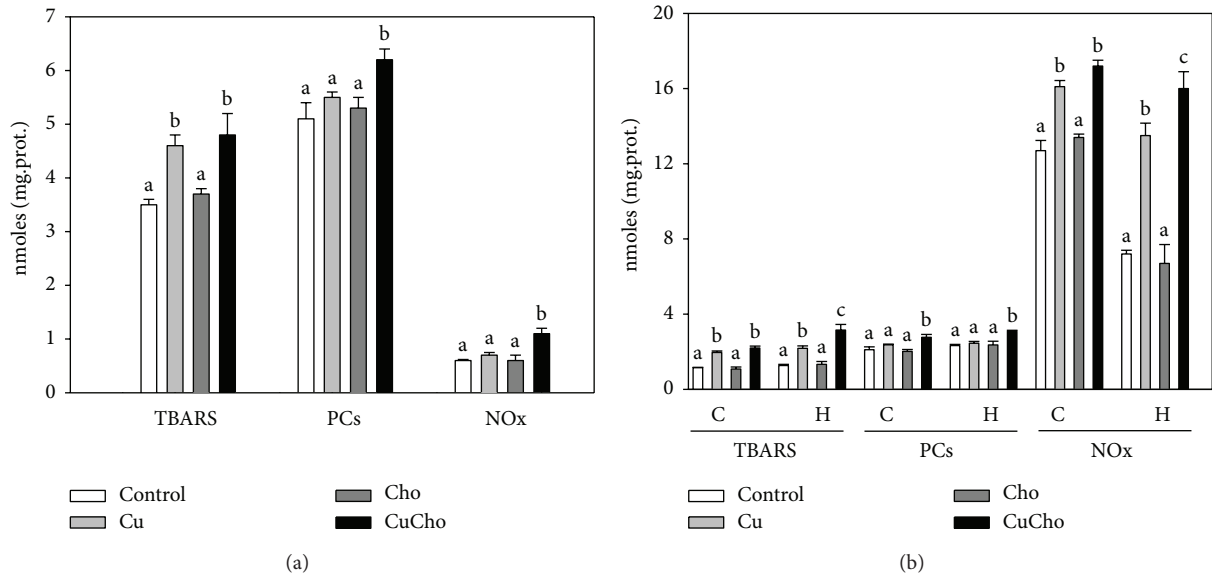 7
6
5
4
3
2
1
0
nmoles (mg.prot.)
a b a b
a a a b
a a a b
TBARS PCs NOx
Control Cho
Cu CuCho
(a)
20
16
12
8
4
0
nmoles (mg.prot.)
a b a b
a b a c
a a a b
a a a b
a b a b
a b a c
C H C H C H
TBARS PCs NOx
Control Cho
Cu CuCho
(b)